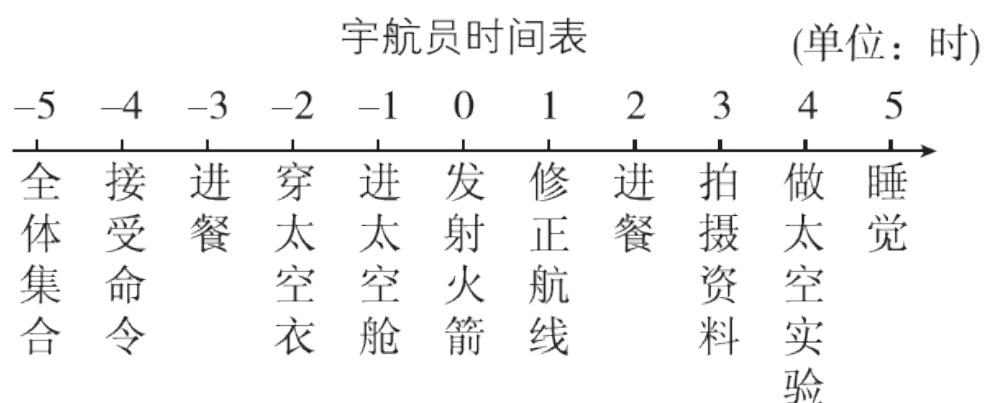 宇航员时间表 (单位：时)
–5 –4 –3 –2 –1 0 1 2 3 4 5
全体集合
接受命令
进餐
穿太空衣
进太空舱
发射火箭
修正航线
进餐
拍摄资料
做太空实验
睡觉